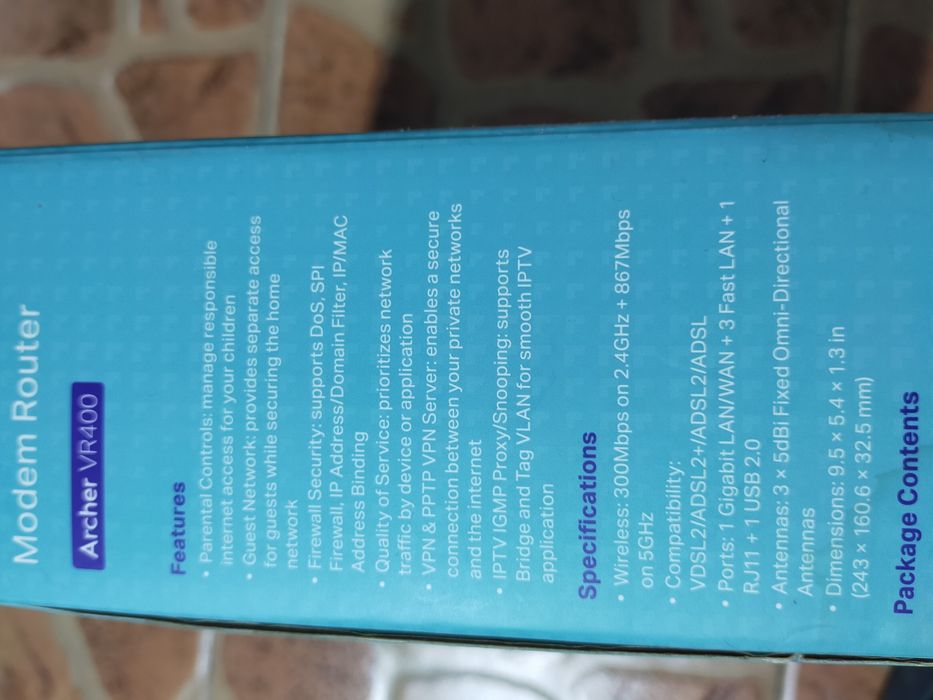 Modem Router
Archer VR400
Features
• Parental Controls: manage responsible
internet access for your children
• Guest Network: provides separate access
for guests while securing the home
network
• Firewall Security: supports DoS, SPI
Firewall, IP Address/Domain Filter, IP/MAC
Address Binding
• Quality of Service: prioritizes network
traffic by device or application
• VPN & PPTP VPN Server: enables a secure
connection between your private networks
and the internet
• IPTV IGMP Proxy/Snooping: supports
Bridge and Tag VLAN for smooth IPTV
application
Specifications
• Wireless: 300Mbps on 2.4GHz + 867Mbps
on 5GHz
• Compatibility:
VDSL2/ADSL2+/ADSL2/ADSL
• Ports: 1 Gigabit LAN/WAN + 3 Fast LAN + 1
RJ11 + 1 USB 2.0
• Antennas: 3 × 5dBi Fixed Omni-Directional
Antennas
• Dimensions: 9.5 × 5.4 × 1.3 in
(243 × 160.6 × 32.5 mm)
Package Contents